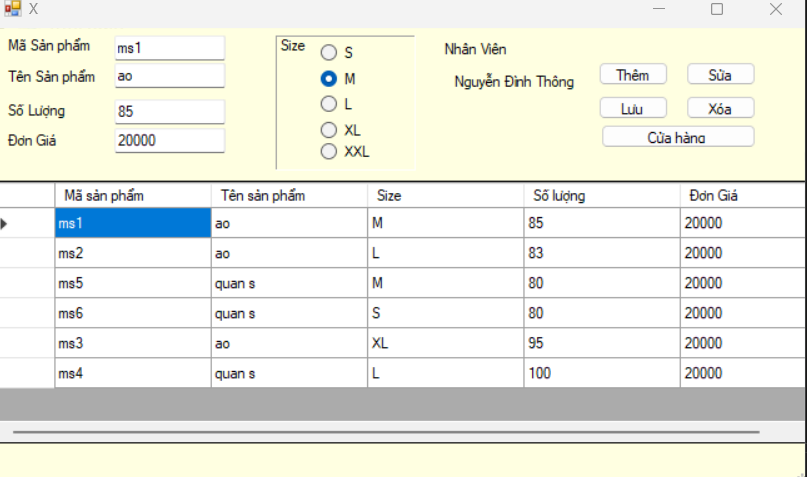 X
Mã Sản phẩm ms1
Tên Sản phẩm ao
Số Lượng 85
Đơn Giá 20000
Size
S
M
L
XL
XXL
Nhân Viên
Nguyễn Đình Thông
Thêm Sửa
Lưu Xóa
Cửa hàng
Mã sản phẩm Tên sản phẩm Size Số lượng Đơn Giá
ms1 ao M 85 20000
ms2 ao L 83 20000
ms5 quan s M 80 20000
ms6 quan s S 80 20000
ms3 ao XL 95 20000
ms4 quan s L 100 20000